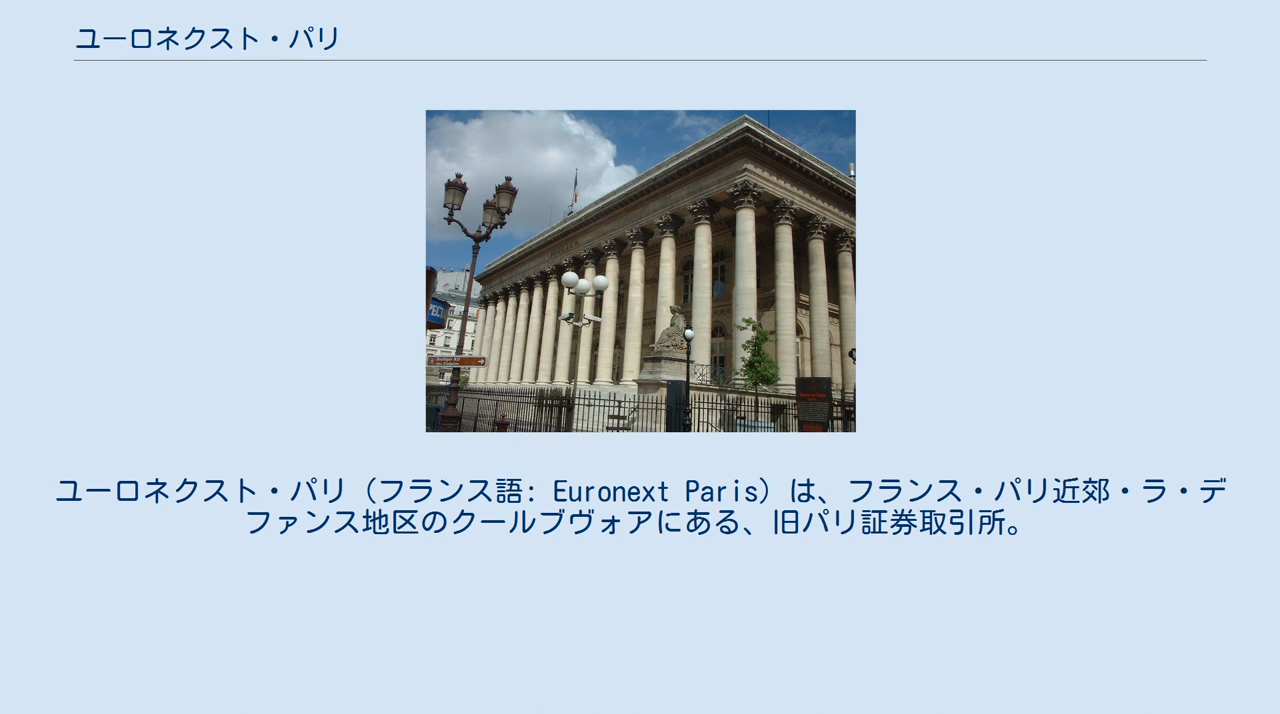 ユーロネクスト・パリ
ユーロネクスト・パリ（フランス語: Euronext Paris）は、フランス・パリ近郊・ラ・デ
ファンス地区のクールブヴォアにある、旧パリ証券取引所。